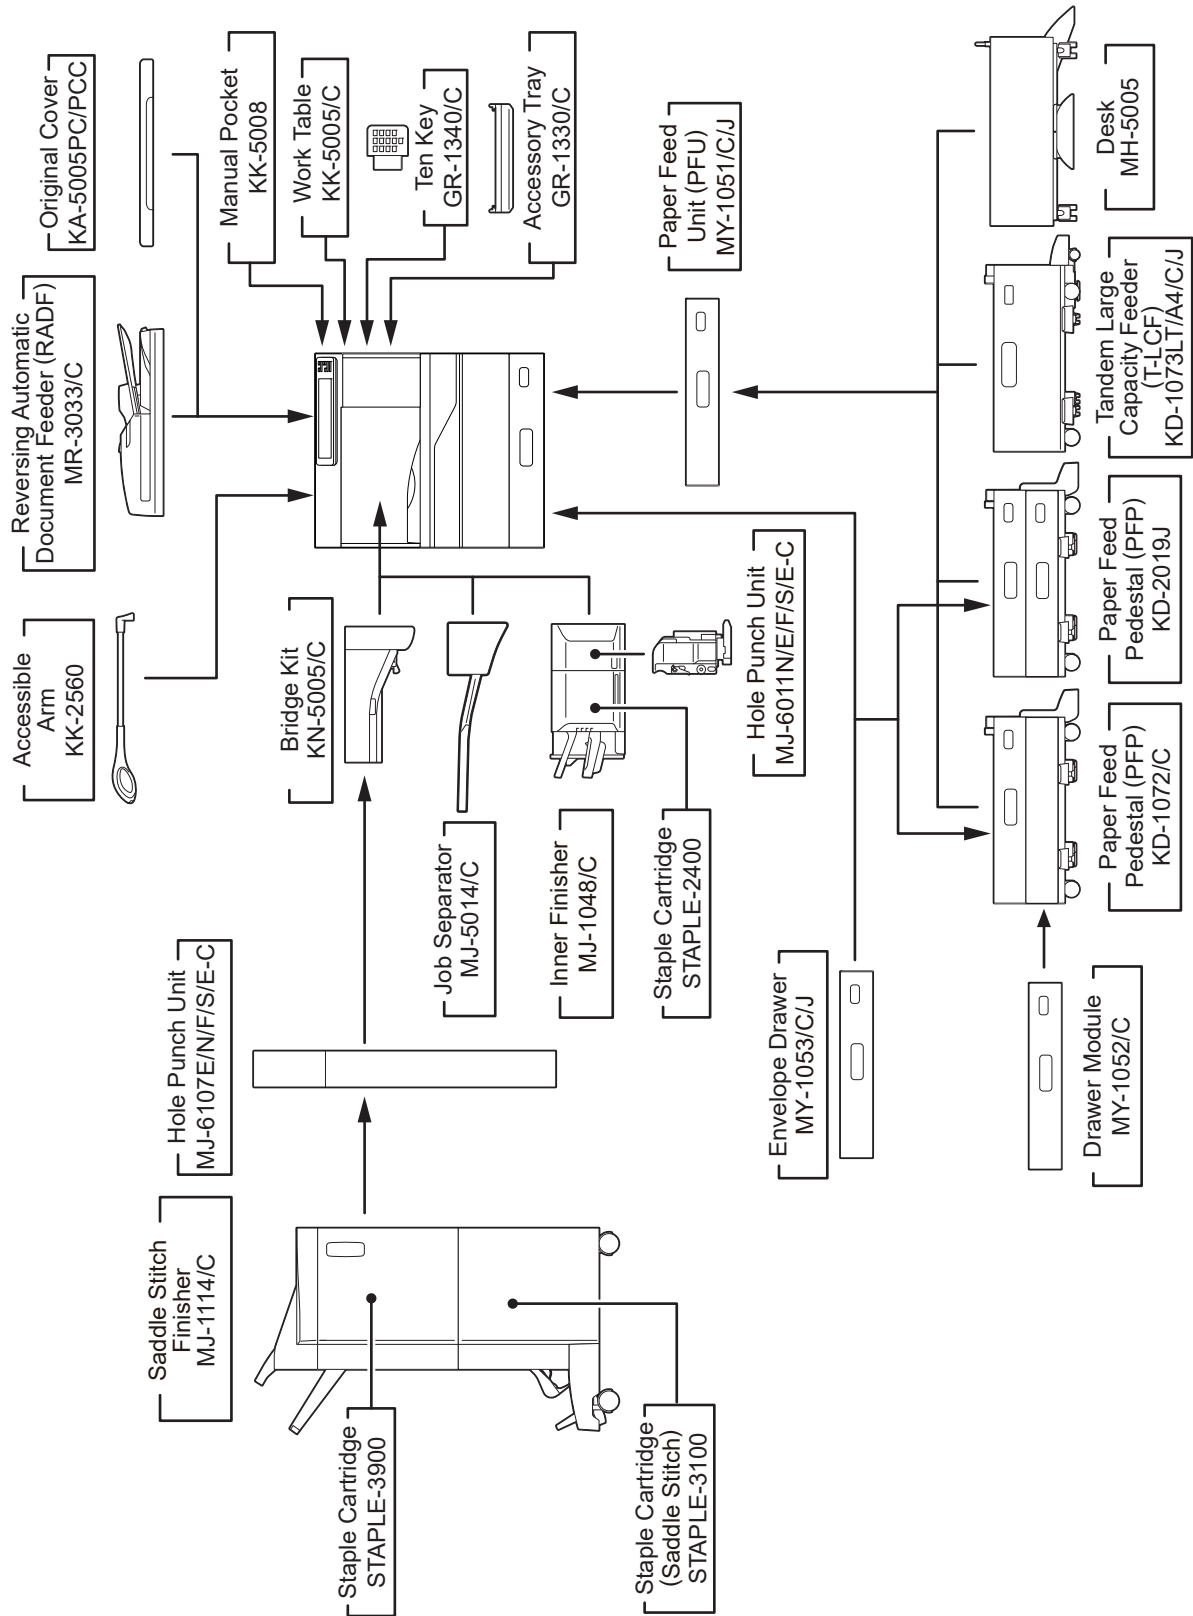 Accessible
Arm
KK-2560
Reversing Automatic
Document Feeder (RADF)
MR-3033/C
Original Cover
KA-5005PC/PCC
Manual Pocket
KK-5008
Work Table
KK-5005/C
Ten Key
GR-1340/C
Accessory Tray
GR-1330/C
Saddle Stitch
Finisher
MJ-1114/C
Hole Punch Unit
MJ-6107E/N/F/S/E-C
Bridge Kit
KN-5005/C
Job Separator
MJ-5014/C
Inner Finisher
MJ-1048/C
Staple Cartridge
STAPLE-2400
Hole Punch Unit
MJ-6011N/E/F/S/E-C
Paper Feed
Unit (PFU)
MY-1051/C/J
Staple Cartridge
STAPLE-3900
Staple Cartridge
(Saddle Stitch)
STAPLE-3100
Envelope Drawer
MY-1053/C/J
Drawer Module
MY-1052/C
Paper Feed
Pedestal (PFP)
KD-1072/C
Paper Feed
Pedestal (PFP)
KD-2019J
Tandem Large
Capacity Feeder
(T-LCF)
KD-1073LT/A4/C/J
Desk
MH-5005